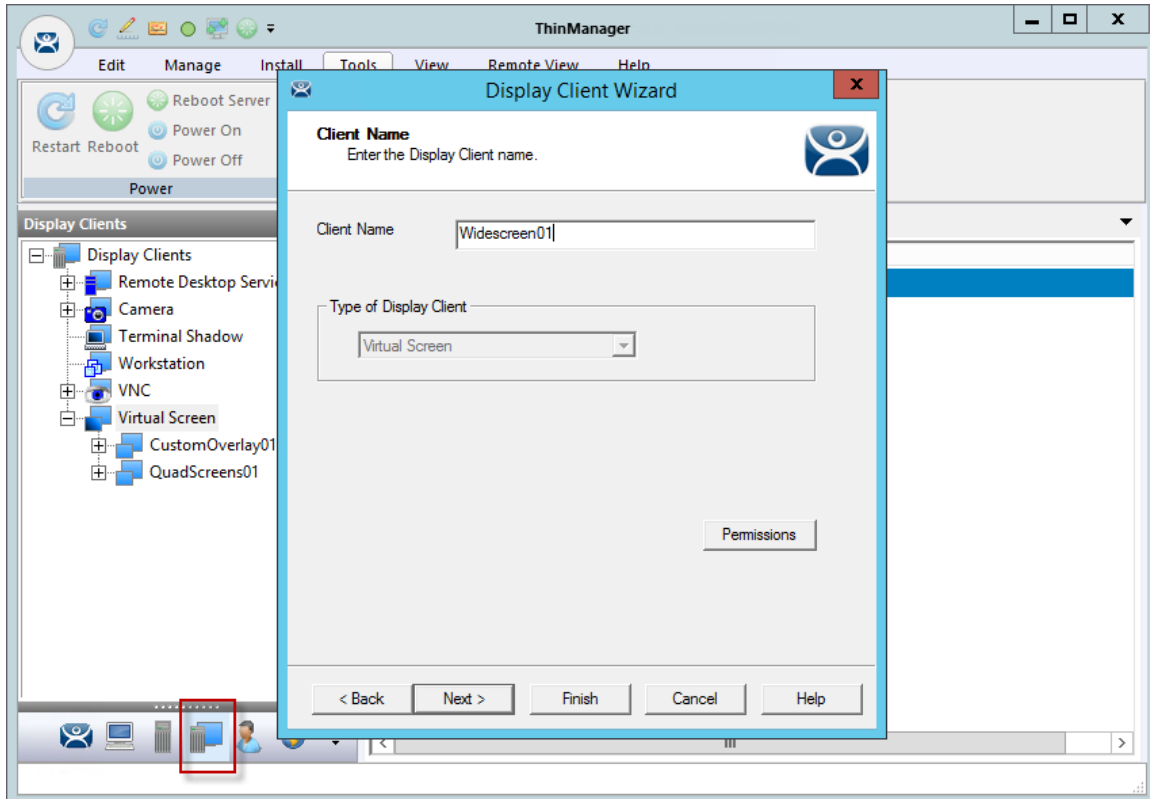 ThinManager
Edit Manage Install Tools View Remote View Help
Restart Reboot
Reboot Server
Power On
Power Off
Power
Display Clients
Display Clients
Remote Desktop Servi
Camera
Terminal Shadow
Workstation
VNC
Virtual Screen
CustomOverlay01
QuadScreens01
Display Client Wizard
x
Client Name
Enter the Display Client name.
Client Name
Widescreen01
Type of Display Client
Virtual Screen
Permissions
< Back Next > Finish Cancel Help